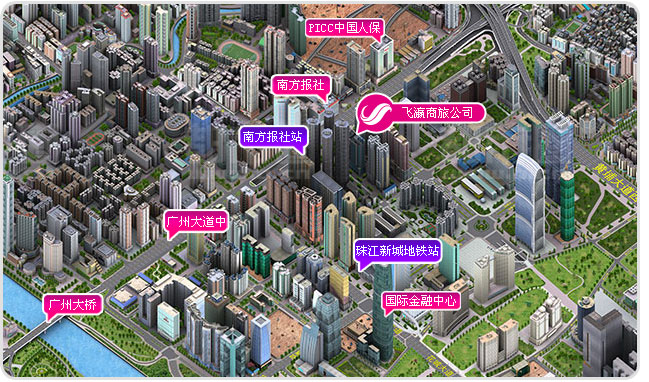 PICC中国人保
南方报社
飞瀛商旅公司
南方报社站
广州大道中
珠江新城地铁站
广州大桥
国际金融中心